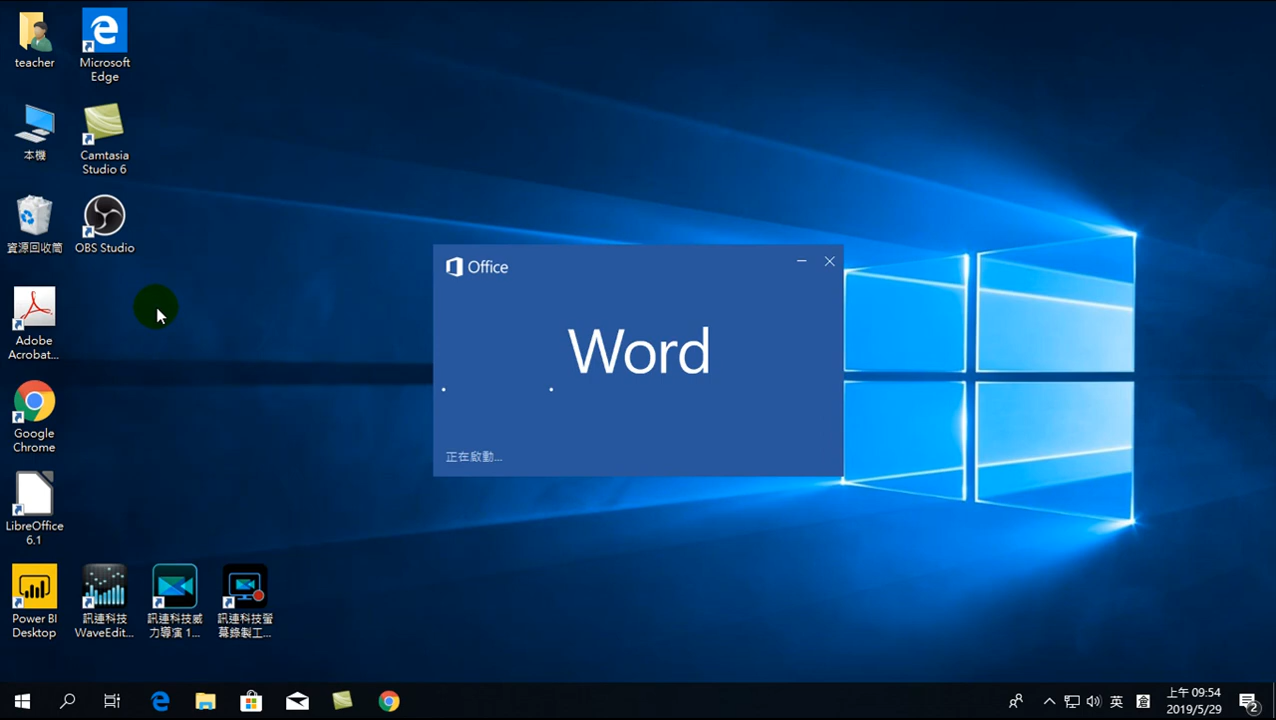 teacher
Microsoft
Edge
本機
Camtasia
Studio 6
資源回收筒
OBS Studio
Adobe
Acrobat...
Google
Chrome
LibreOffice
6.1
Power BI
Desktop
訊連科技
WaveEdit...
訊連科技威
力導演 1...
訊連科技螢
幕錄製工...
Office
Word
正在啟動...
英
倉
上午 09:54
2019/5/29
2